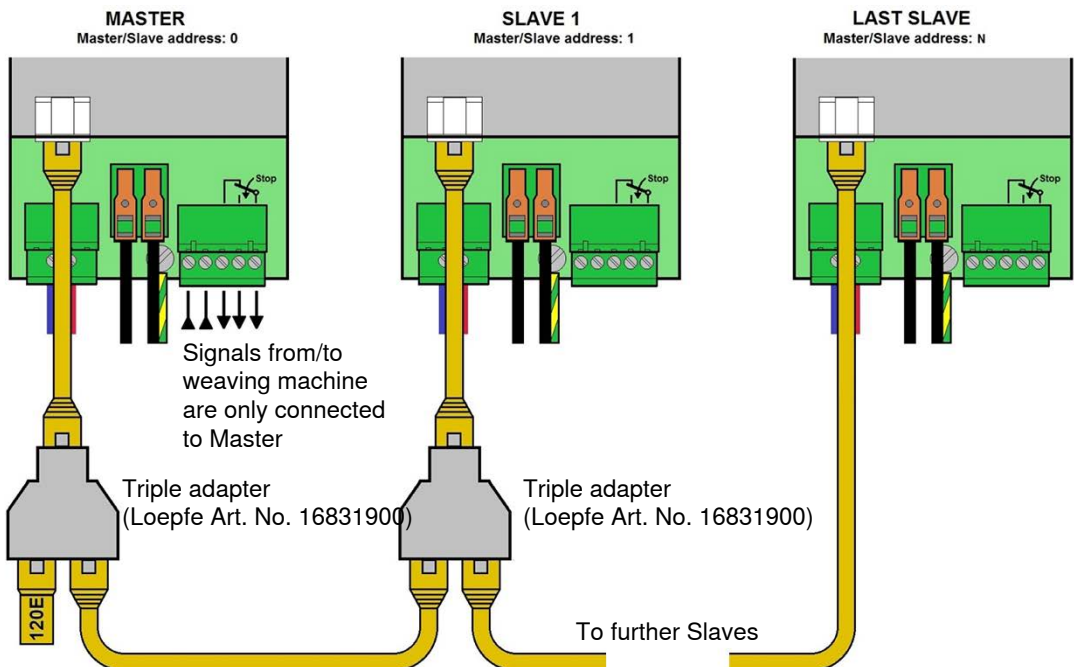 MASTER
Master/Slave address: 0
SLAVE 1
Master/Slave address: 1
LAST SLAVE
Master/Slave address: N
Stop
Stop
Stop
Signals from/to
weaving machine
are only connected
to Master
Triple adapter
(Loepfe Art. No. 16831900)
Triple adapter
(Loepfe Art. No. 16831900)
120E
To further Slaves